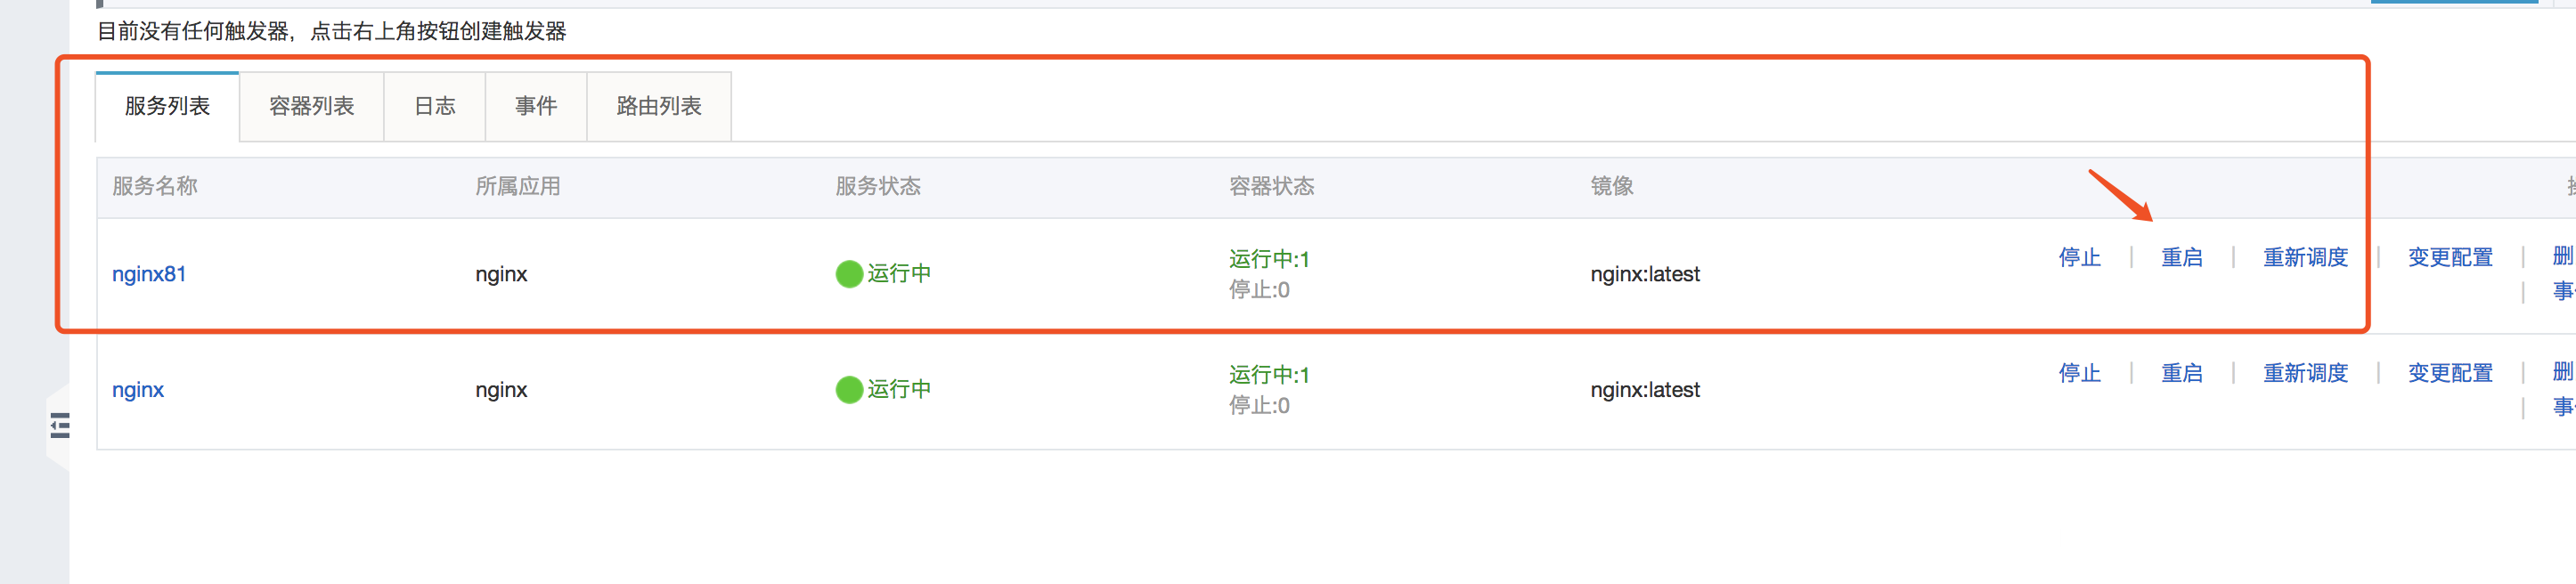 目前没有任何触发器，点击右上角按钮创建触发器
服务列表 容器列表 日志 事件 路由列表
服务名称 所属应用 服务状态 容器状态 镜像
nginx81 nginx 运行中 运行中:1 nginx:latest 停止 | 重启 | 重新调度 | 变更配置 | 删
停止:0 | 事
nginx nginx 运行中 运行中:1 nginx:latest 停止 | 重启 | 重新调度 | 变更配置 | 删
停止:0 | 事